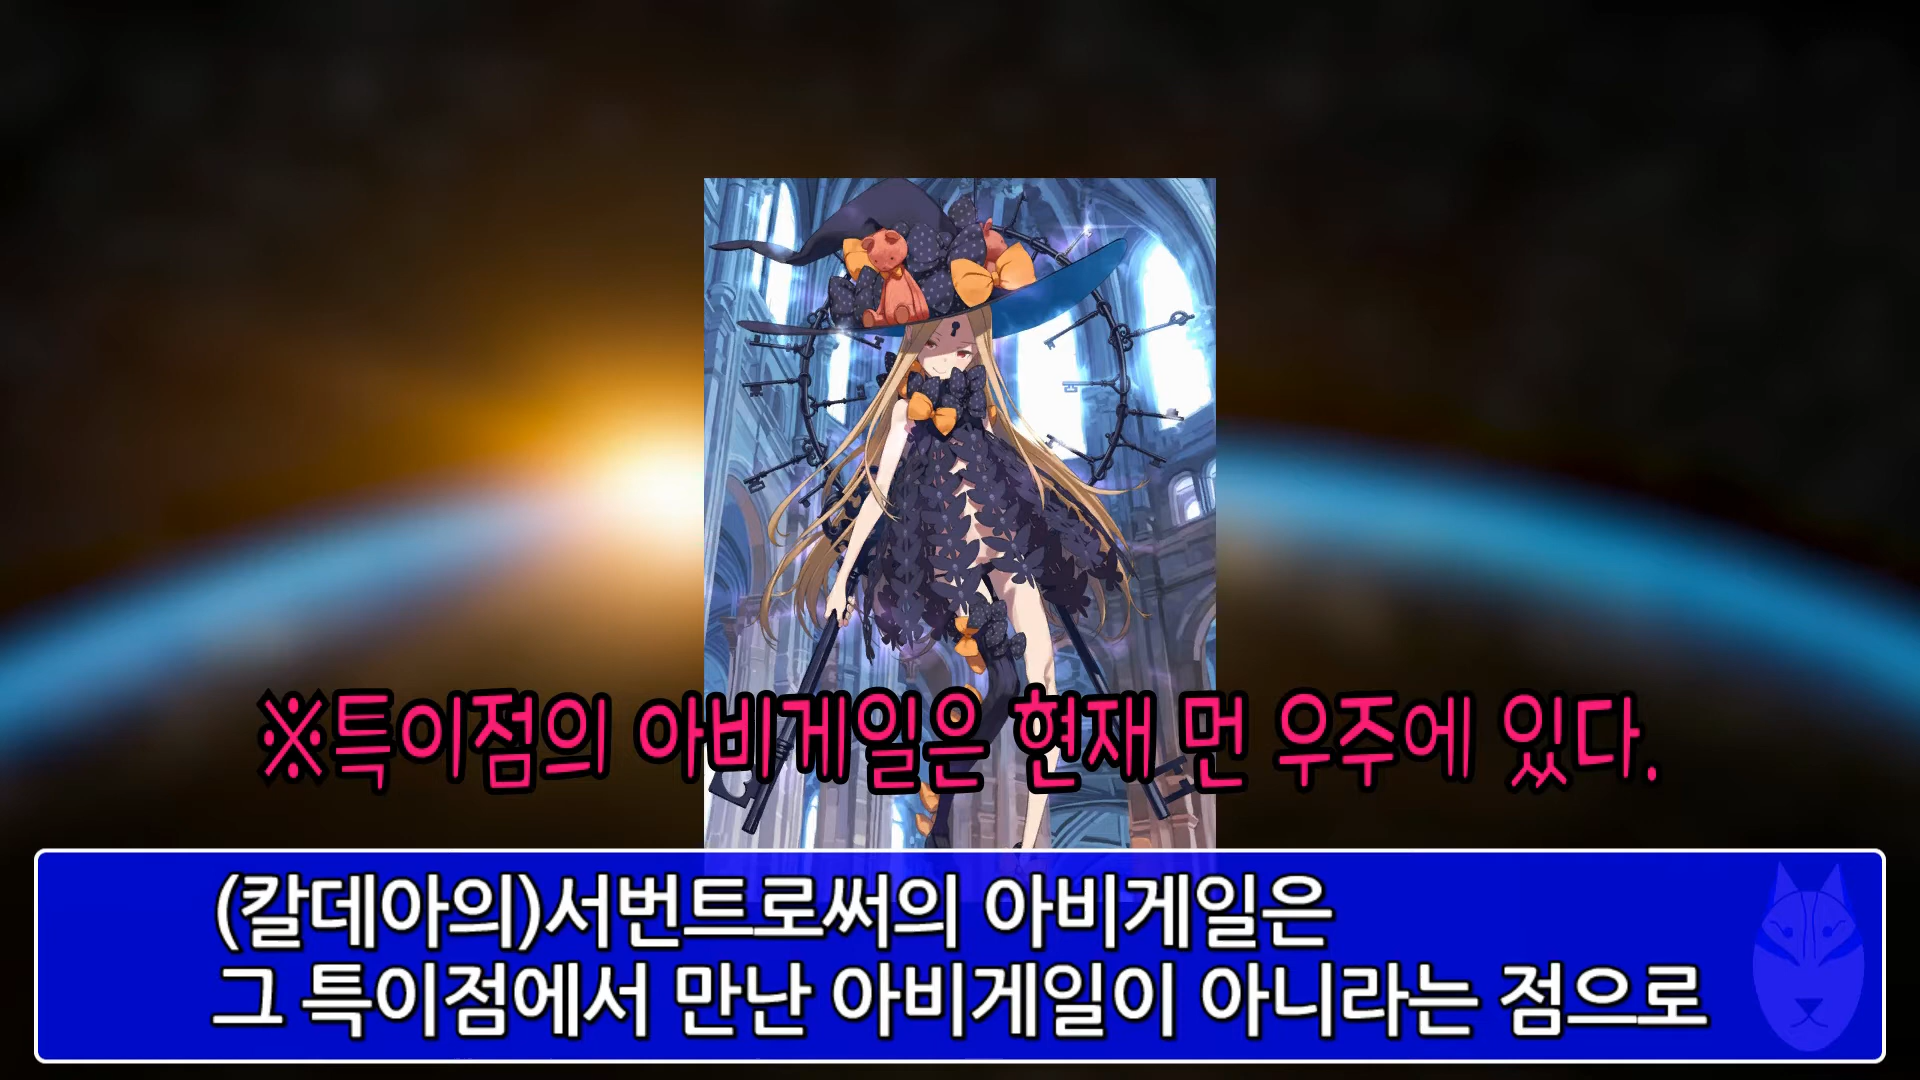 ※특이점의 아비게일은 현재 먼 우주에 있다.
(칼데아의)서번트로써의 아비게일은
그 특이점에서 만난 아비게일이 아니라는 점으로